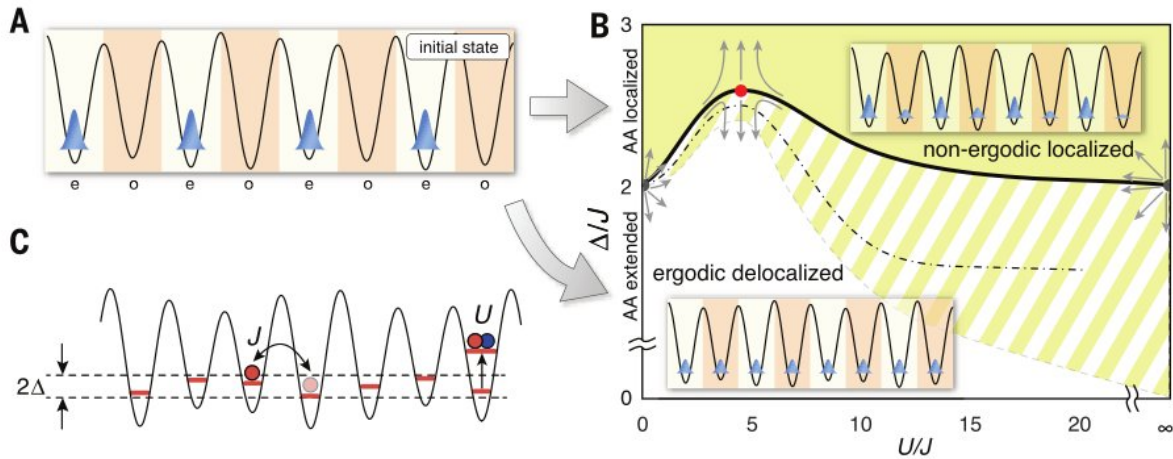 A
initial state
e o e o e o e o
C
J
U
2Δ
B
3
2
0
AA localized
Δ/J
AA extended
non-ergodic localized
ergodic delocalized
0 5 10 15 20 ∞
U/J